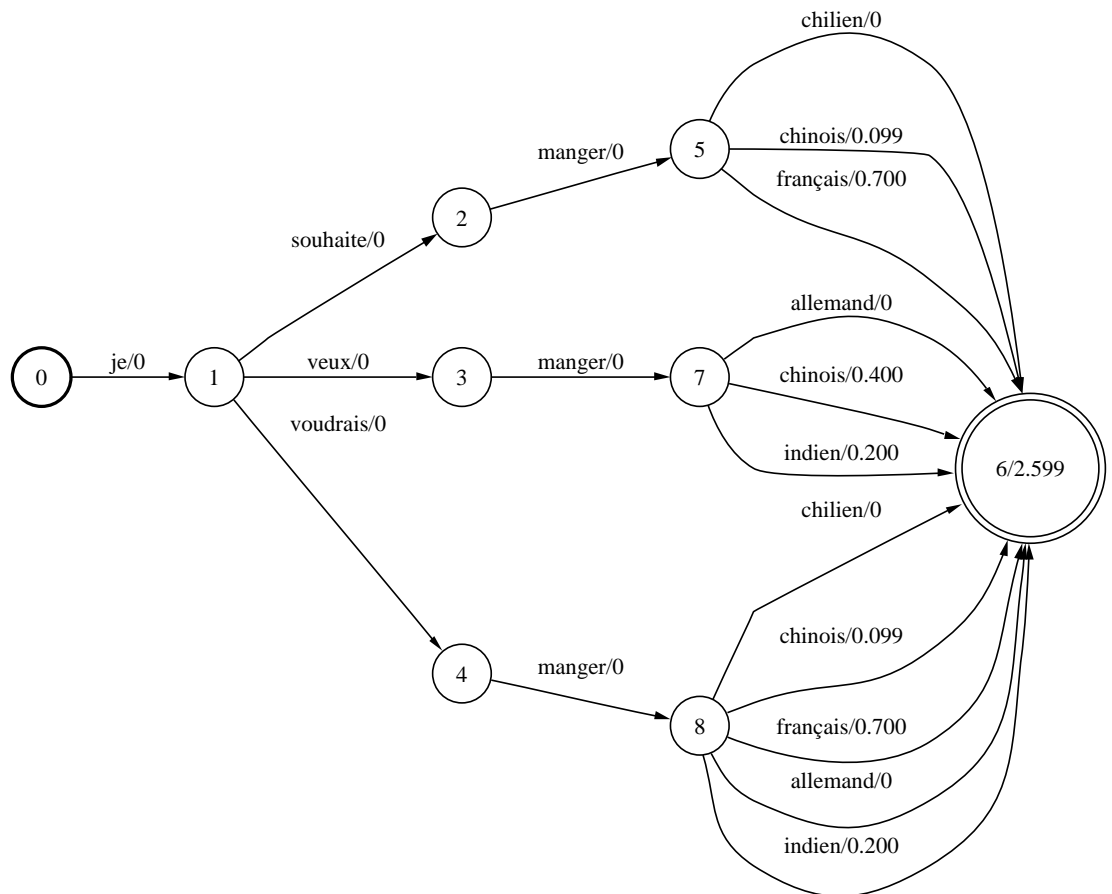 chilien/0
chinois/0.099
français/0.700
manger/0
5
2
souhaite/0
allemand/0
0
je/0
1
veux/0
3
manger/0
7
chinois/0.400
voudrais/0
indien/0.200
6/2.599
chilien/0
chinois/0.099
manger/0
4
8
français/0.700
allemand/0
indien/0.200